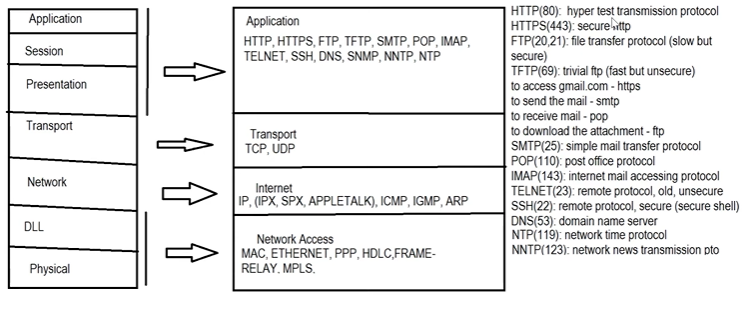 Application
Session
Presentation
Transport
Network
DLL
Physical
Application
HTTP, HTTPS, FTP, TFTP, SMTP, POP, IMAP,
TELNET, SSH, DNS, SNMP, NNTP, NTP
Transport
TCP, UDP
Internet
IP, (IPX, SPX, APPLETALK), ICMP, IGMP, ARP
Network Access
MAC, ETHERNET, PPP, HDLC,FRAME-
RELAY. MPLS.
HTTP(80): hyper test transmission protocol
HTTPS(443): secure http
FTP(20,21): file transfer protocol (slow but
secure)
TFTP(69): trivial ftp (fast but unsecure)
to access gmail.com - https
to send the mail - smtp
to receive mail - pop
to download the attachment - ftp
SMTP(25): simple mail transfer protocol
POP(110): post office protocol
IMAP(143): internet mail accessing protocol
TELNET(23): remote protocol, old, unsecure
SSH(22): remote protocol, secure (secure shell)
DNS(53): domain name server
NTP(119): network time protocol
NNTP(123): network news transmission pto